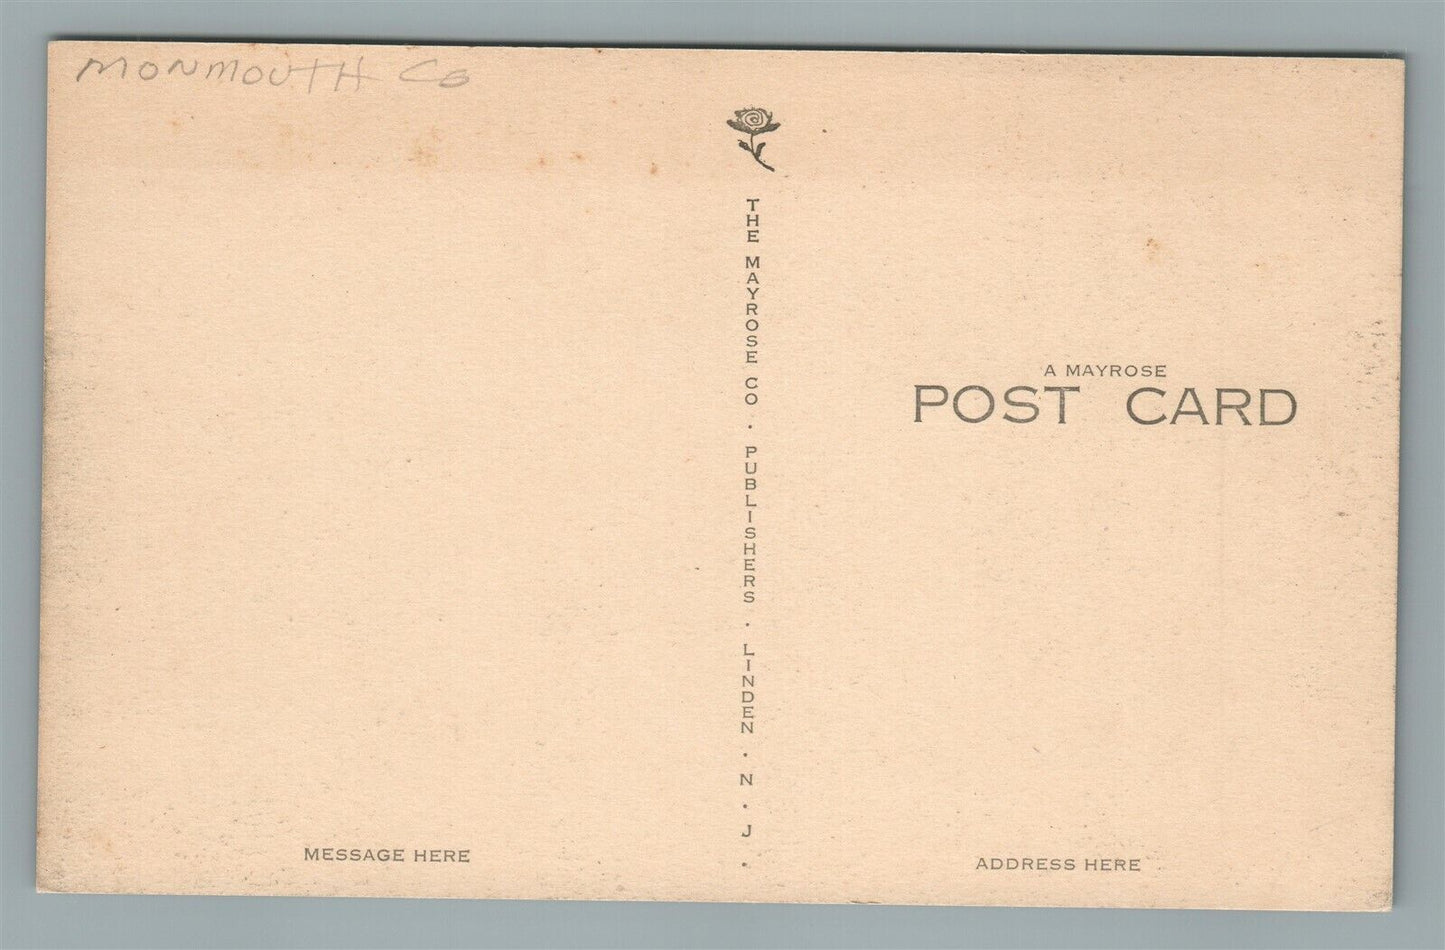 MONMOUTH CO
THE MAYROSE CO · PUBLISHERS · LINDEN · N · J ·
A MAYROSE
POST CARD
MESSAGE HERE
ADDRESS HERE